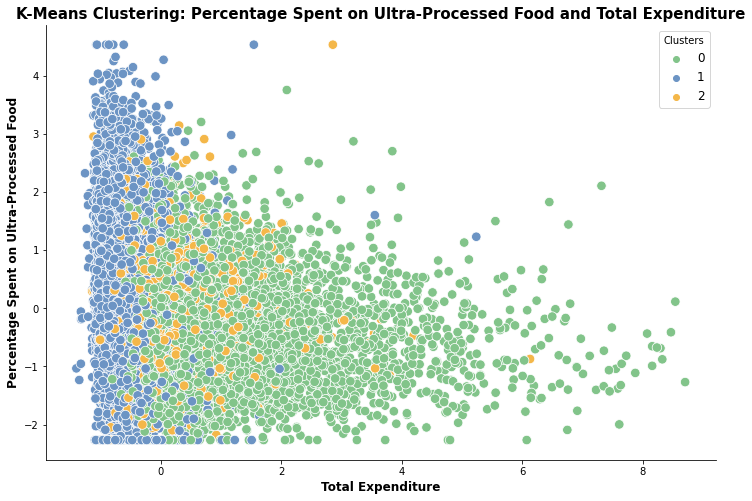 K-Means Clustering: Percentage Spent on Ultra-Processed Food and Total Expenditure
Clusters
0
1
2
Percentage Spent on Ultra-Processed Food
4
3
2
1
0
−1
−2
0 2 4 6 8
Total Expenditure